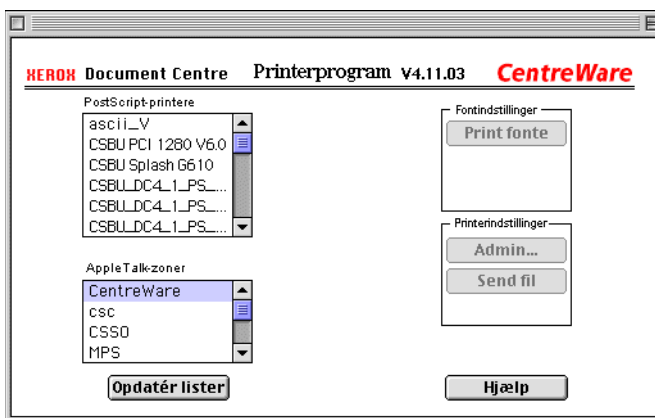 XEROX Document Centre Printerprogram V4.11.03 CentreWare
PostScript-printere
ascii_V
CSBU PCI 1280 V6.0
CSBU Splash G610
CSBU_DC4_1_PS_...
CSBU_DC4_1_PS_...
CSBU_DC4_1_PS_...
AppleTalk-zoner
CentreWare
csc
CSSO
MPS
Opdatér lister
Fontindstillinger
Print fonte
Printerindstillinger
Admin...
Send fil
Hjælp